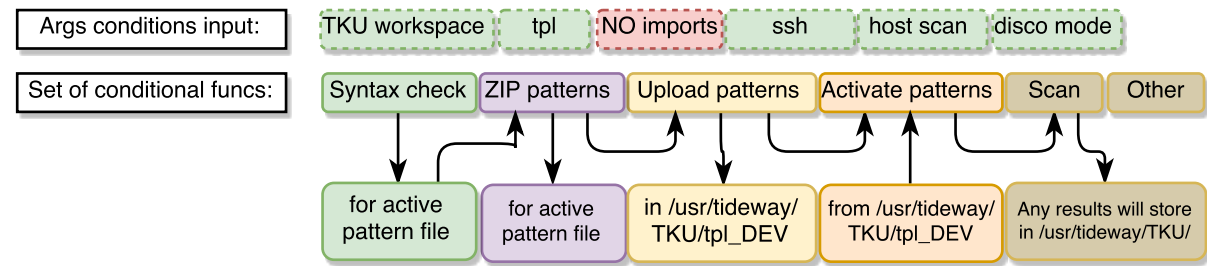 Args conditions input: TKU workspace tpl NO imports ssh host scan disco mode
Set of conditional funcs: Syntax check ZIP patterns Upload patterns Activate patterns Scan Other
for active
pattern file
for active
pattern file
in /usr/tideway/
TKU/tpl_DEV
from /usr/tideway/
TKU/tpl_DEV
Any results will store
in /usr/tideway/TKU/